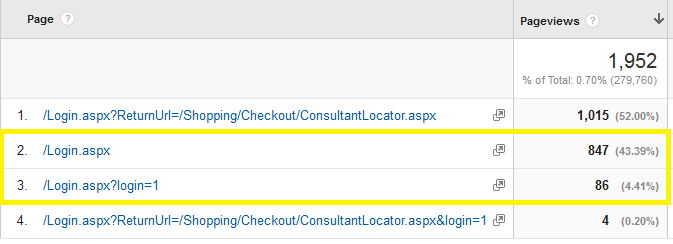 Page ? Pageviews ?
1,952
% of Total: 0.70% (279,760)
1. /Login.aspx?ReturnUrl=/Shopping/Checkout/ConsultantLocator.aspx 1,015 (52.00%)
2. /Login.aspx 847 (43.39%)
3. /Login.aspx?login=1 86 (4.41%)
4. /Login.aspx?ReturnUrl=/Shopping/Checkout/ConsultantLocator.aspx&login=1 4 (0.20%)